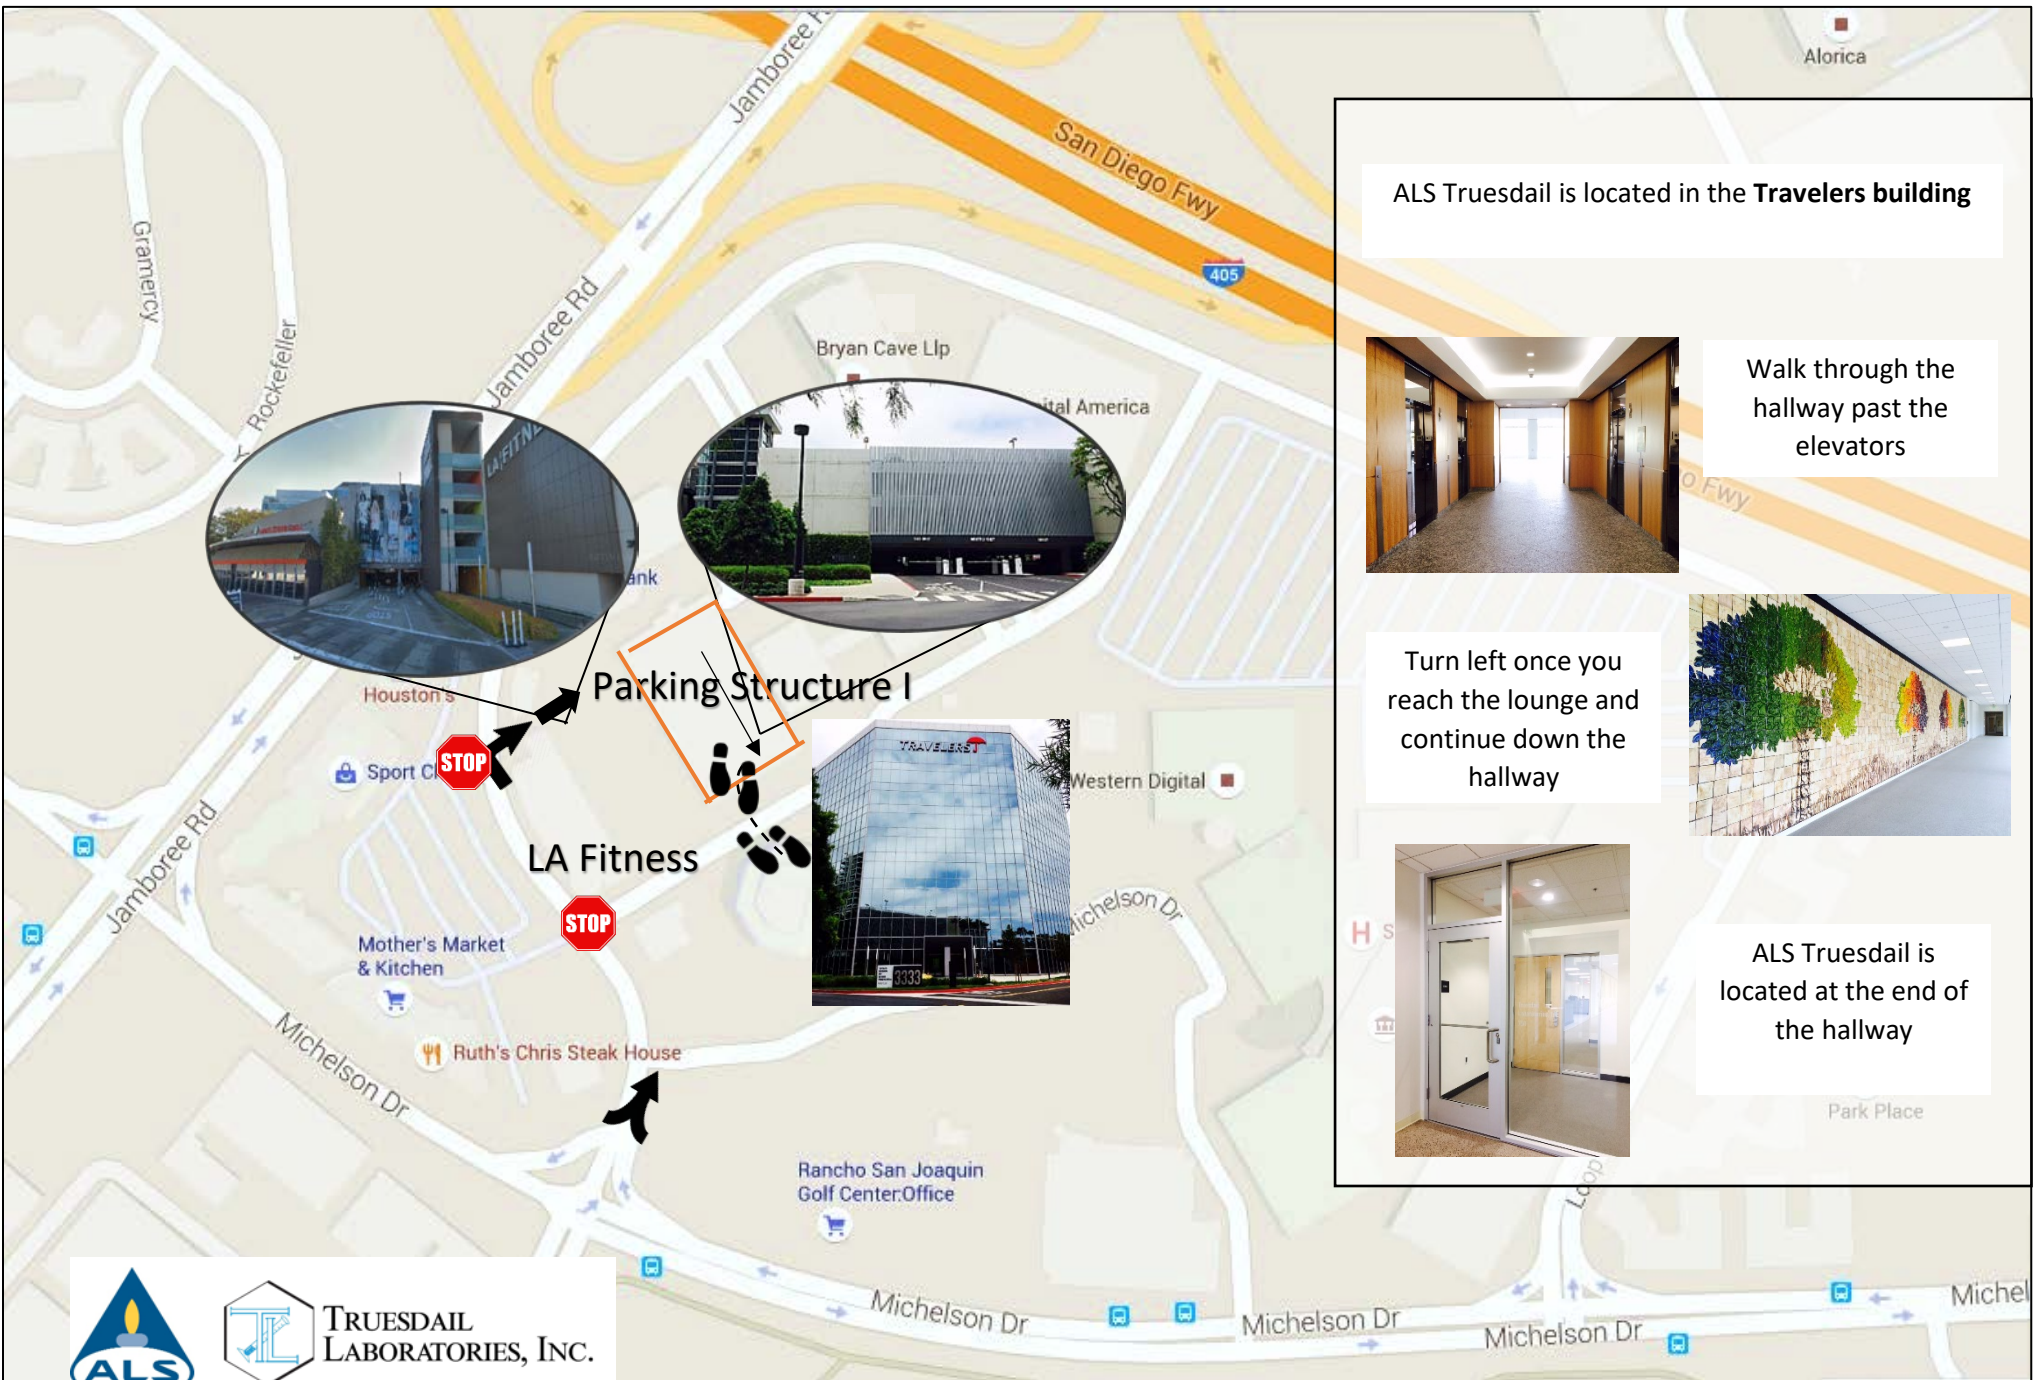 Alorica
Jamboree
Jamboree Rd
San Diego Fwy
405
Gramercy
Rockefeller
Jamboree Rd
Bryan Cave Llp
ital America
LA FITNE
ank
Houston's
Parking Structure I
STOP
Sport
TRAVELERS
Western Digital
LA Fitness
STOP
Jamboree Rd
Mother's Market
& Kitchen
3333
ichelson Dr
Michelson Dr
Ruth's Chris Steak House
Rancho San Joaquin
Golf Center:Office
Michelson Dr
Michelson Dr
Michelson Dr
Michel
Loop
Park Place
o Fwy
H S
ALS Truesdail is located in the Travelers building
Walk through the
hallway past the
elevators
Turn left once you
reach the lounge and
continue down the
hallway
ALS Truesdail is
located at the end of
the hallway
ALS
TRUESDAIL
LABORATORIES, INC.